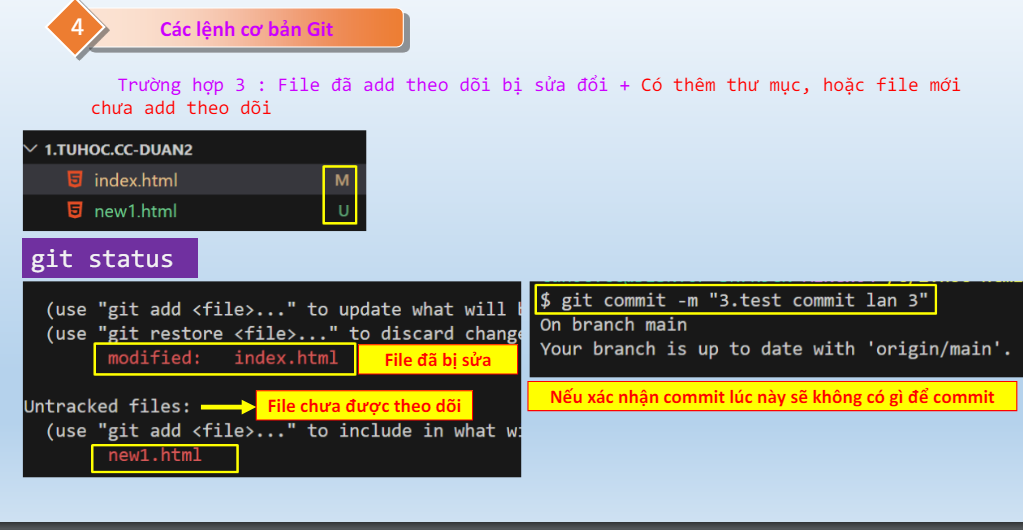 4
Các lệnh cơ bản Git
Trường hợp 3 : File đã add theo dõi bị sửa đổi + Có thêm thư mục, hoặc file mới
chưa add theo dõi
1.TUHOC.CC-DUAN2
index.html M
new1.html U
git status
(use "git add <file>..." to update what will
(use "git restore <file>..." to discard change
modified: index.html
File đã bị sửa
Untracked files:
File chưa được theo dõi
(use "git add <file>..." to include in what
new1.html
$ git commit -m "3.test commit lan 3"
On branch main
Your branch is up to date with 'origin/main'.
Nếu xác nhận commit lúc này sẽ không có gì để commit